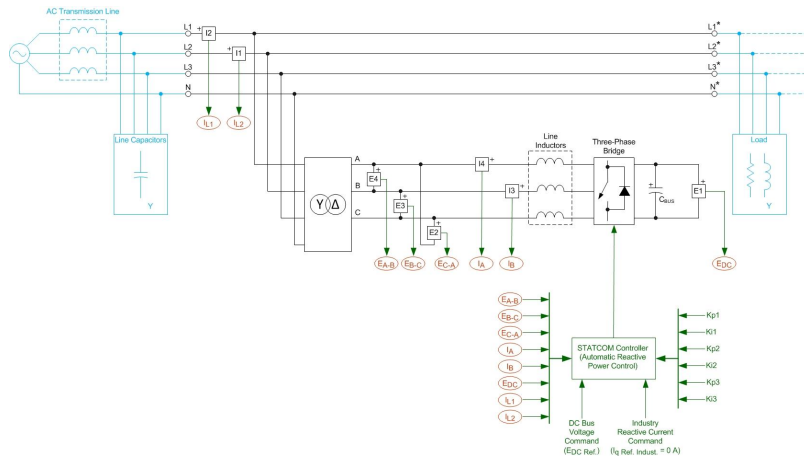 AC Transmission Line
L1
I2
+
L1*
L2
I1
+
L2*
L3
L3*
N
N*
IL1
IL2
Line Capacitors
Y
Load
Y
Line
Inductors
Three-Phase
Bridge
Y Δ
A
B
C
+
E4
+
E3
+
E2
I4
+
I3
+
+
CBUS
+
E1
EA-B
EB-C
EC-A
IA
IB
EDC
EA-B
EB-C
EC-A
IA
IB
EDC
IL1
IL2
STATCOM Controller
(Automatic Reactive
Power Control)
Kp1
Ki1
Kp2
Ki2
Kp3
Ki3
DC Bus
Voltage
Command
(EDC Ref.)
Industry
Reactive Current
Command
(Iq Ref. Indust. = 0 A)